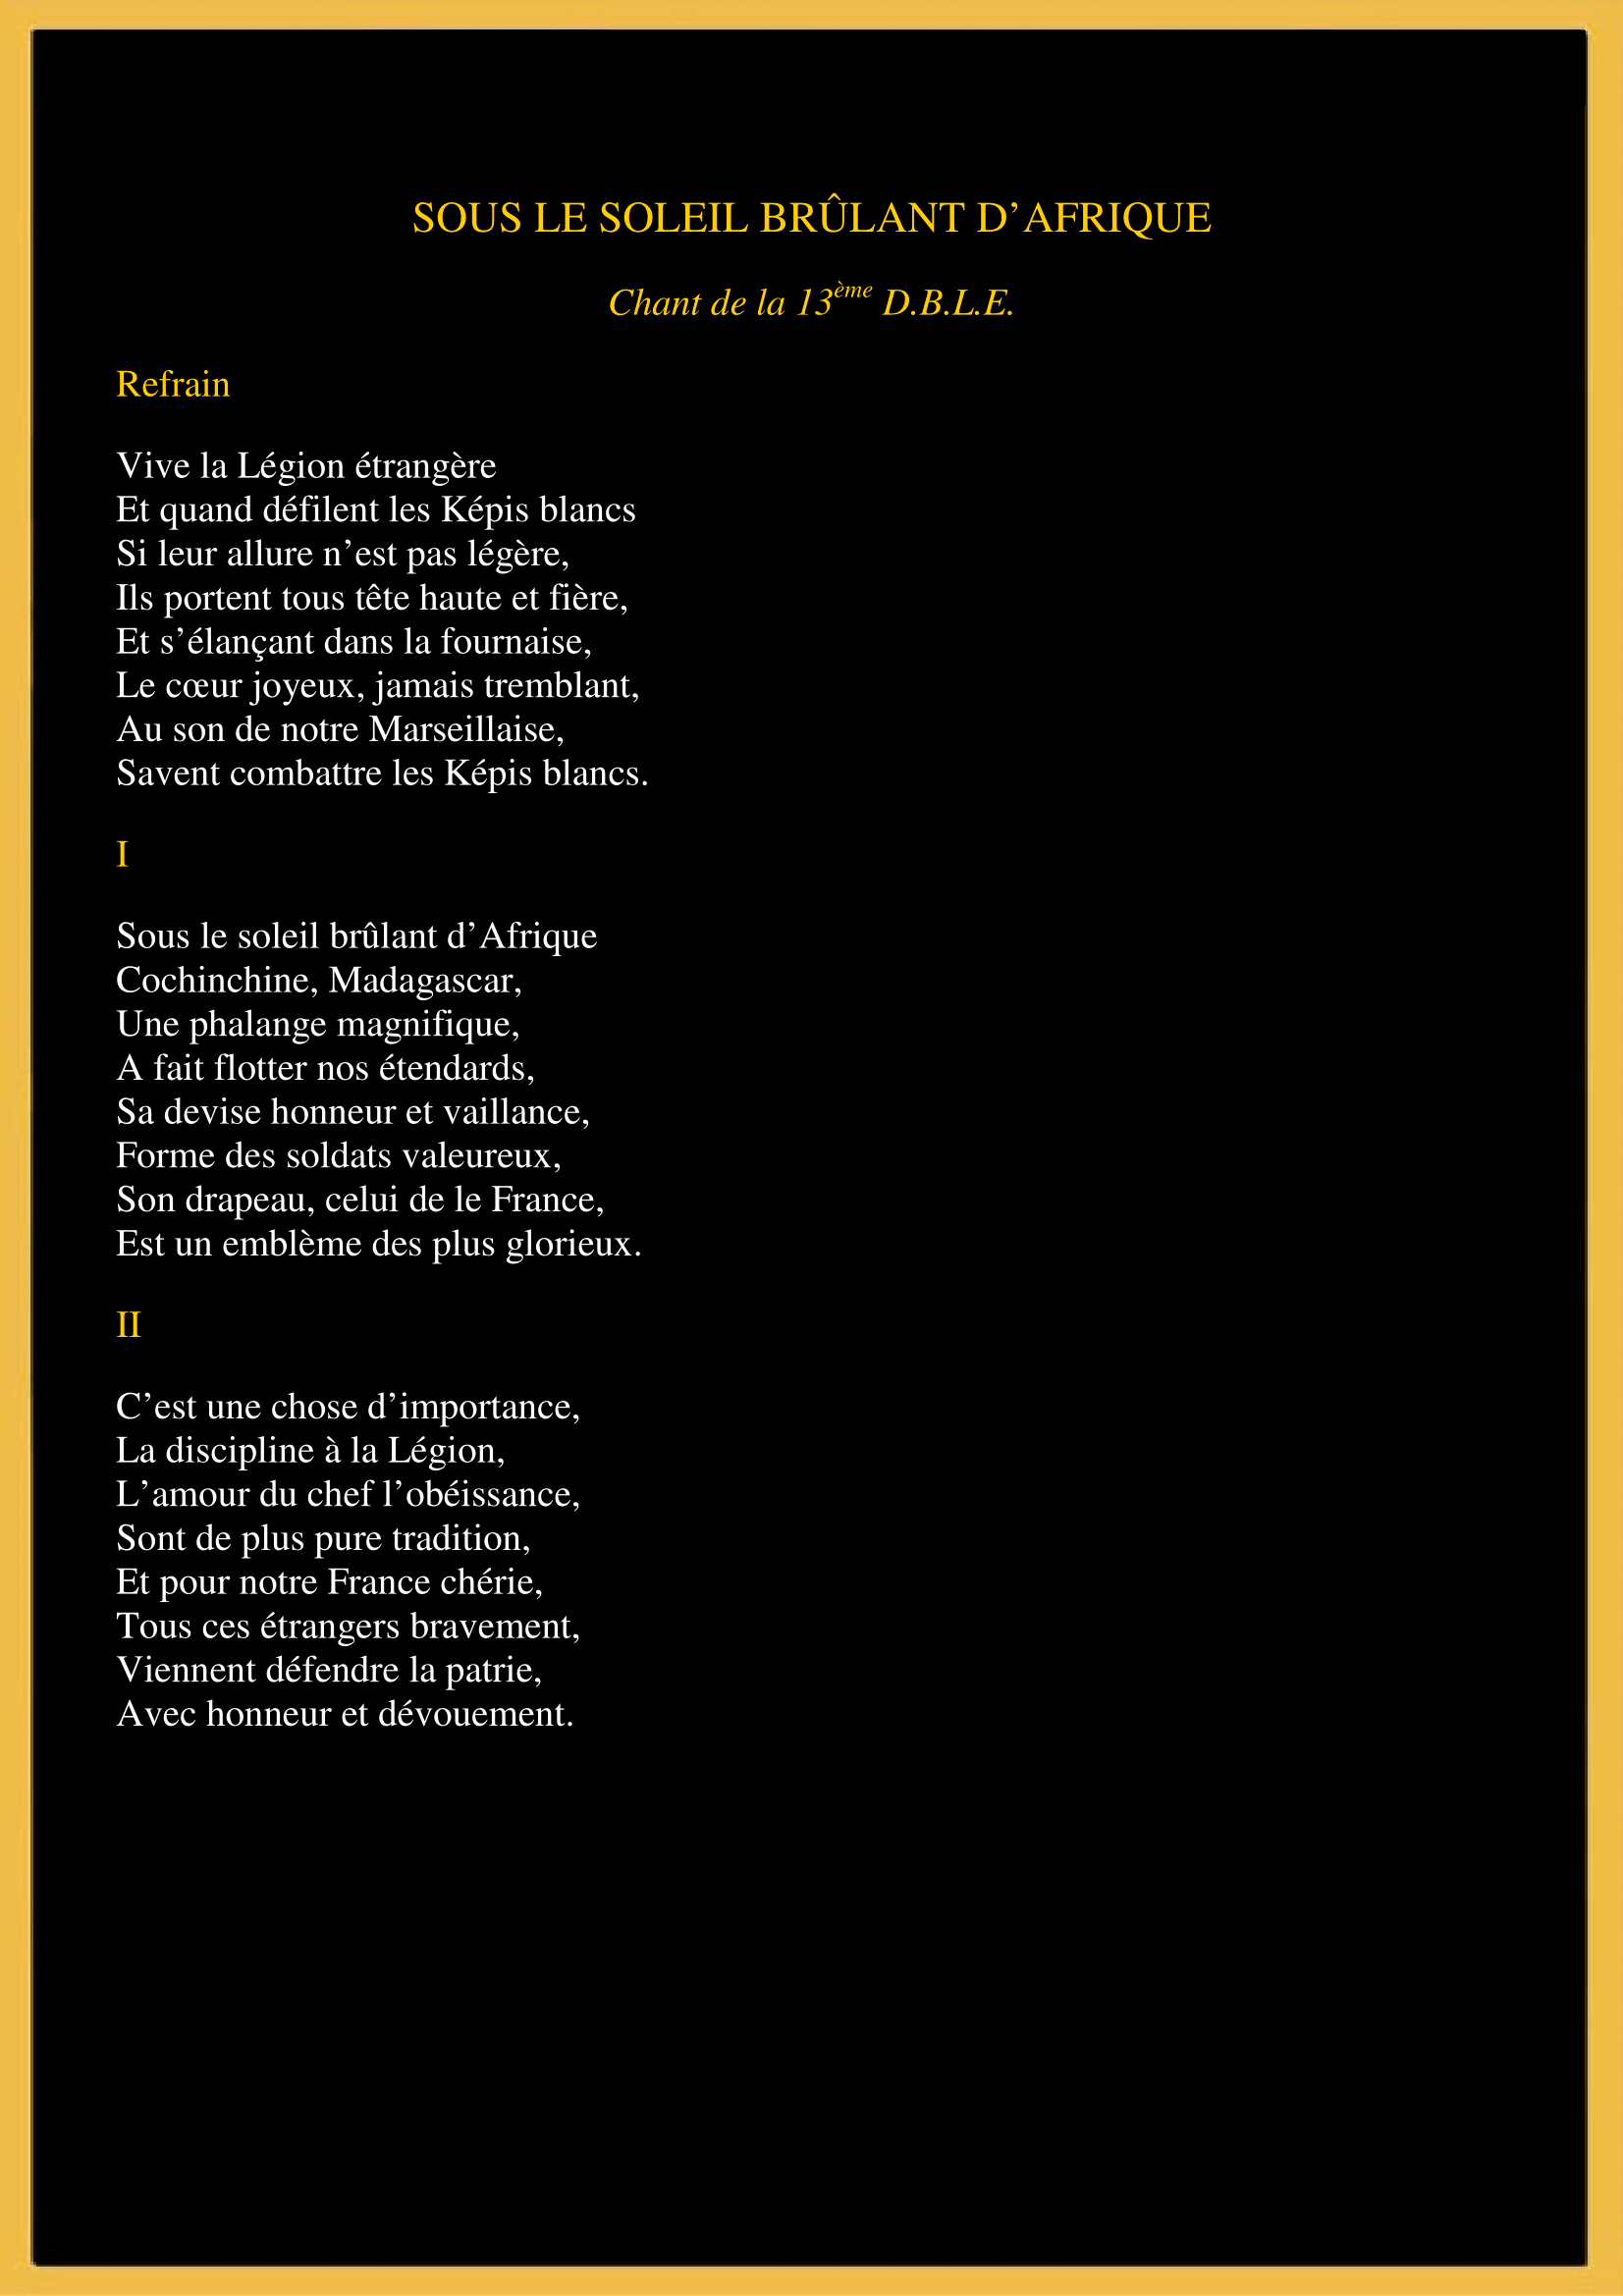 SOUS LE SOLEIL BRÛLANT D’AFRIQUE
Chant de la 13ème D.B.L.E.
Refrain
Vive la Légion étrangère
Et quand défilent les Képis blancs
Si leur allure n’est pas légère,
Ils portent tous tête haute et fière,
Et s’élançant dans la fournaise,
Le cœur joyeux, jamais tremblant,
Au son de notre Marseillaise,
Savent combattre les Képis blancs.
I
Sous le soleil brûlant d’Afrique
Cochinchine, Madagascar,
Une phalange magnifique,
A fait flotter nos étendards,
Sa devise honneur et vaillance,
Forme des soldats valeureux,
Son drapeau, celui de le France,
Est un emblème des plus glorieux.
II
C’est une chose d’importance,
La discipline à la Légion,
L’amour du chef l’obéissance,
Sont de plus pure tradition,
Et pour notre France chérie,
Tous ces étrangers bravement,
Viennent défendre la patrie,
Avec honneur et dévouement.